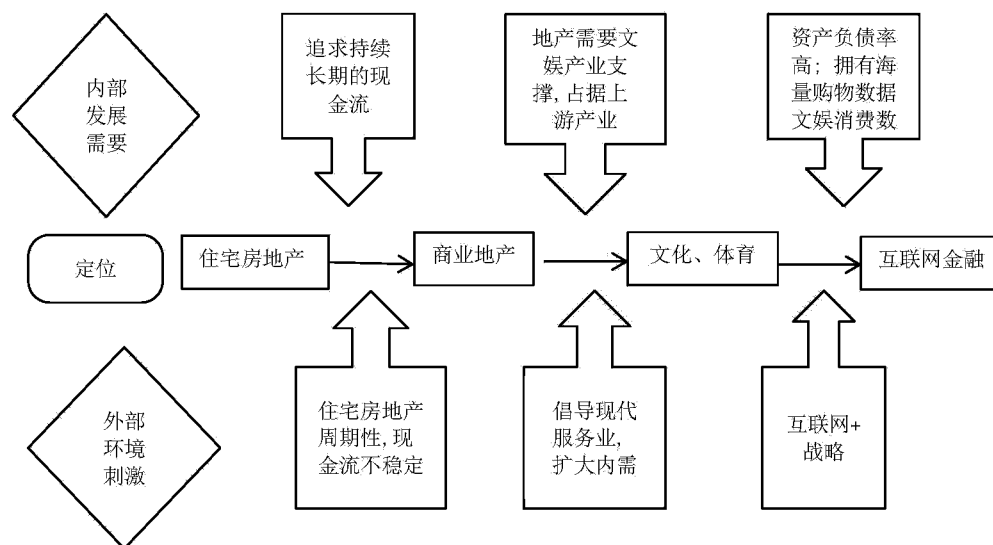 内部
发展
需要
追求持续
长期的现
金流
地产需要文
娱产业支
撑,占据上
游产业
资产负债率
高；拥有海
量购物数据
文娱消费数
定位
住宅房地产
商业地产
文化、体育
互联网金融
外部
环境
刺激
住宅房地产
周期性,现
金流不稳定
倡导现代
服务业,
扩大内需
互联网+
战略